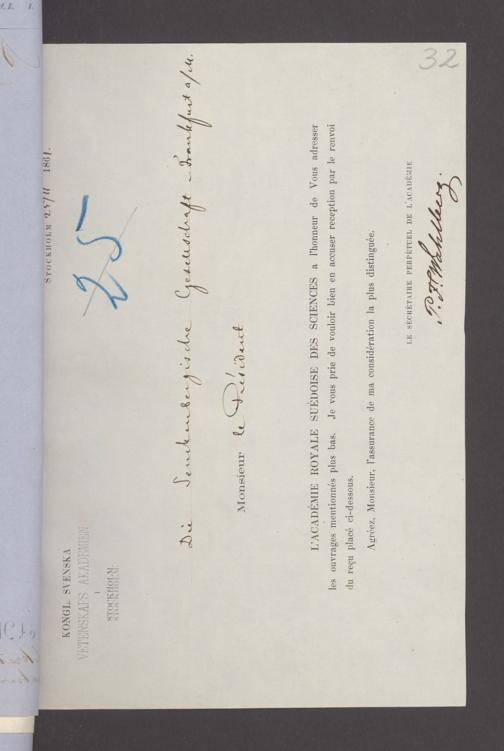 32
KONGL. SVENSKA
VETENSKAPS AKADEMIEN
I
STOCKHOLM.
STOCKHOLM 1861.
25
Die Senckenbergische Gesellschaft - Frankfurt a/M.
Monsieur le Président
L'ACADÉMIE ROYALE SUÉDOISE DES SCIENCES a l'honneur de Vous adresser
les ouvrages mentionnés plus bas. Je vous prie de vouloir bien en accuser reception par le renvoi
du reçu placé ci-dessous.
Agréez, Monsieur, l'assurance de ma considération la plus distinguée.
LE SECRÉTAIRE PERPÉTUEL DE L'ACADÉMIE
Wahlberg.